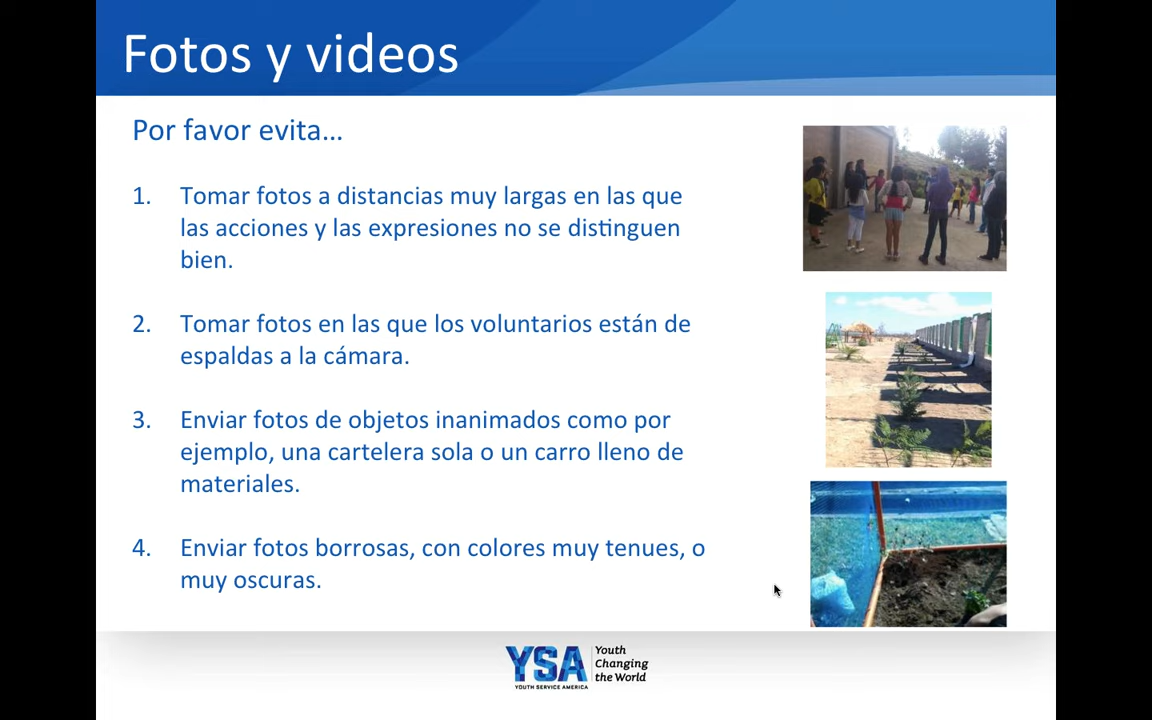 Fotos y videos
Por favor evita...
1. Tomar fotos a distancias muy largas en las que
las acciones y las expresiones no se distinguen
bien.
2. Tomar fotos en las que los voluntarios están de
espaldas a la cámara.
3. Enviar fotos de objetos inanimados como por
ejemplo, una cartelera sola o un carro lleno de
materiales.
4. Enviar fotos borrosas, con colores muy tenues, o
muy oscuras.
YSA
YOUTH SERVICE AMERICA
Youth
Changing
the World